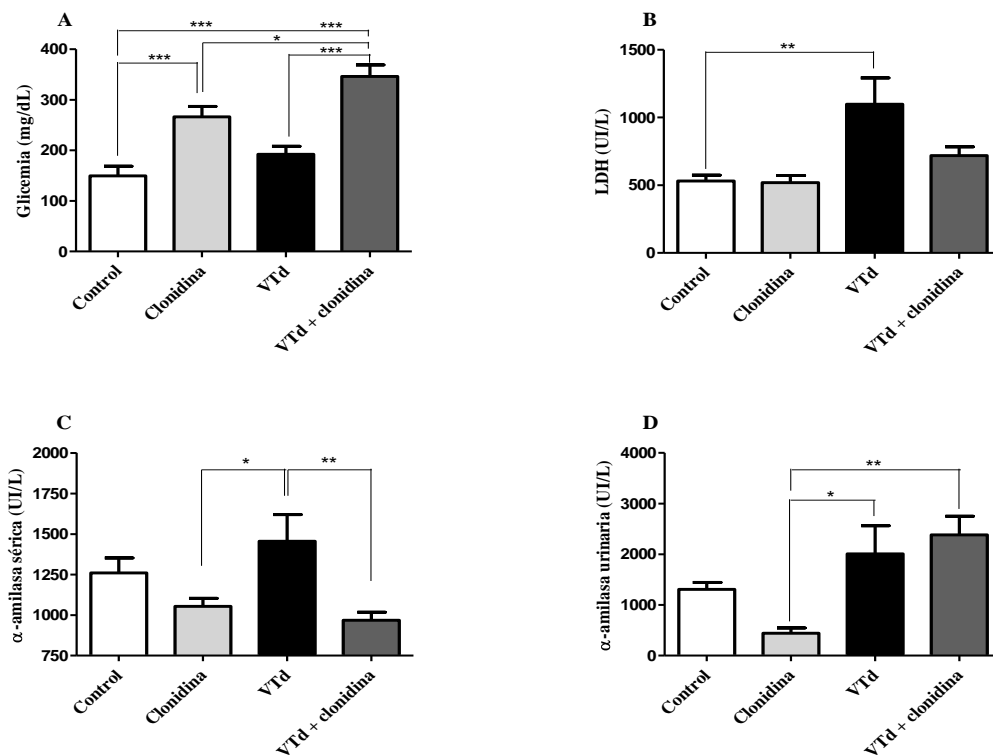 A
Glicemia (mg/dL)
400
300
200
100
0
***
***
*
***
***
Control
Clonidina
VTd
VTd + clonidina
B
LDH (UI/L)
1500
1000
500
0
**
Control
Clonidina
VTd
VTd + clonidina
C
α-amilasa sérica (UI/L)
2000
1750
1500
1250
1000
750
*
**
Control
Clonidina
VTd
VTd + clonidina
D
α-amilasa urinaria (UI/L)
4000
3000
2000
1000
0
**
*
Control
Clonidina
VTd
VTd + clonidina